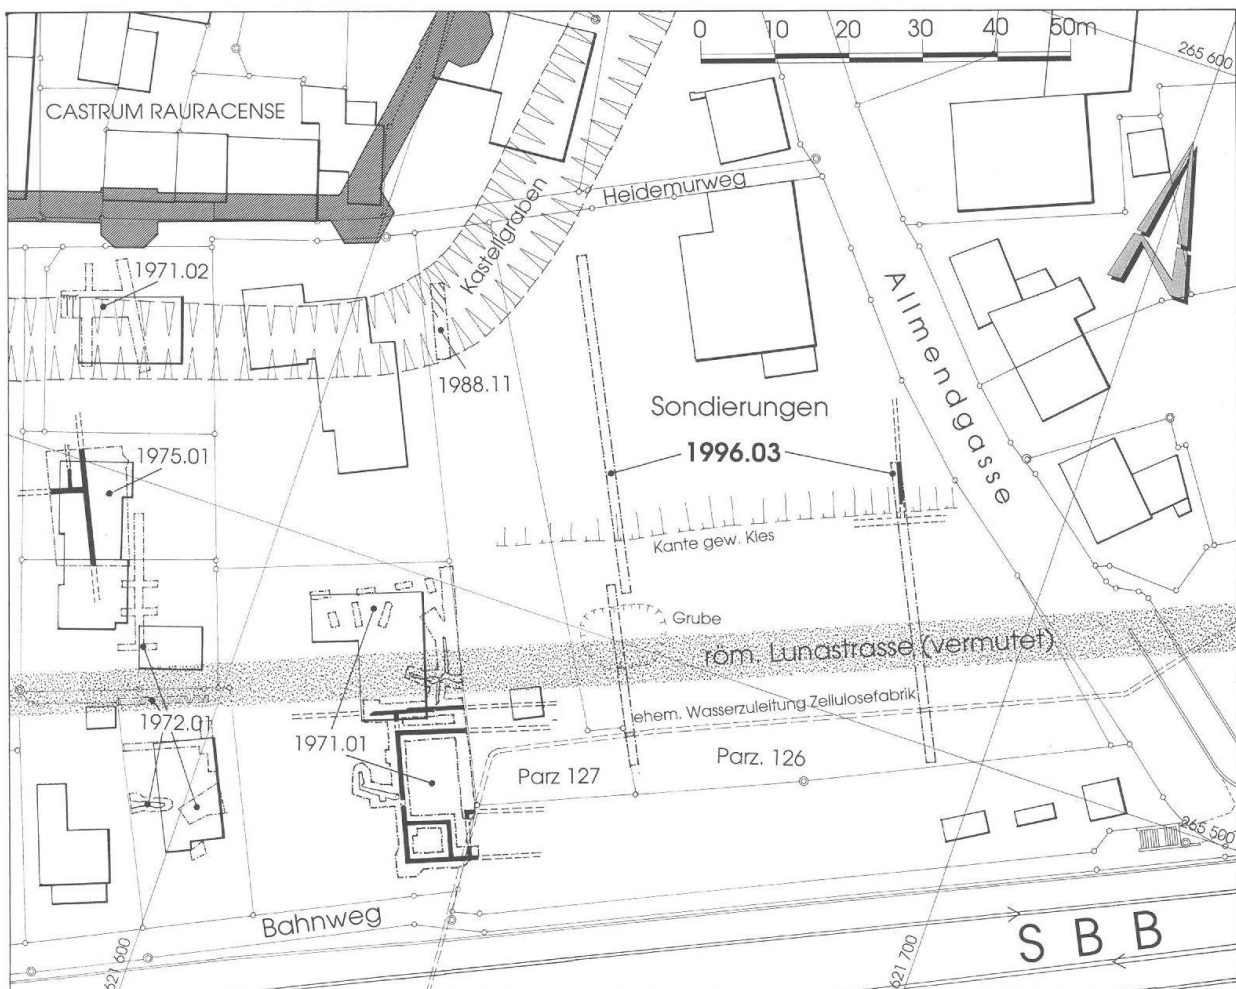 0 10 20 30 40 50m
265 600
CASTRUM RAURACENSE
Heidemurweg
Kastellgraben
1971.02
1988.11
Allmendgasse
Sondierungen
1996.03
1975.01
Kante gew. Kies
Grube
röm. Lunastrasse (vermutet)
ehem. Wasserzuleitung Zellulosefabrik
1972.01
1971.01
Parz 127
Parz. 126
265 500
Bahnweg
SBB
621 600
621 700